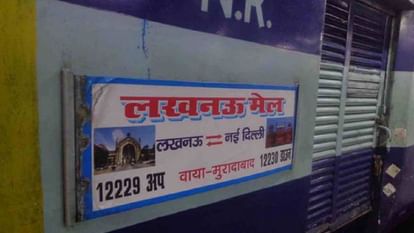 N.R.
लखनऊ मेल
लखनऊ ⇌ नई दिल्ली
12229 अप वाया-मुरादाबाद 12230 डाउन